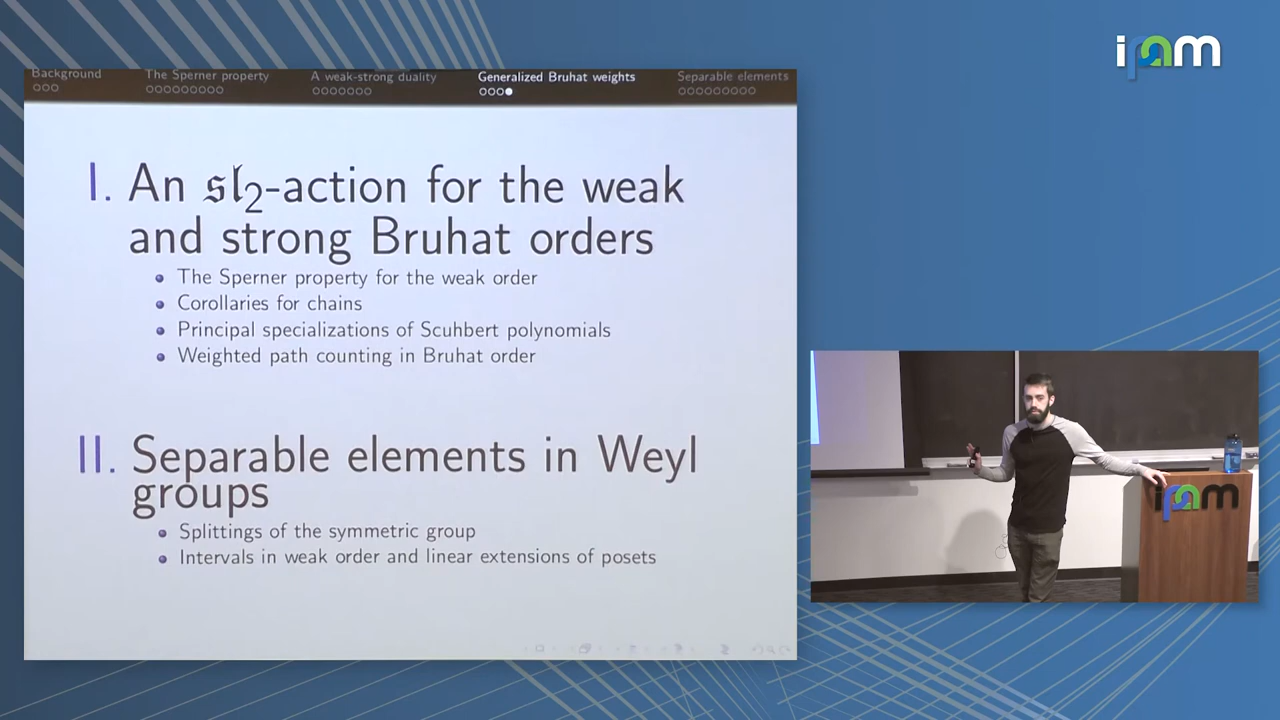 ipam
Background
The Sperner property
A weak-strong duality
Generalized Bruhat weights
Separable elements
I. An 𝔰𝔩₂-action for the weak
and strong Bruhat orders
The Sperner property for the weak order
Corollaries for chains
Principal specializations of Scuhbert polynomials
Weighted path counting in Bruhat order
II. Separable elements in Weyl
groups
Splittings of the symmetric group
Intervals in weak order and linear extensions of posets
ipam